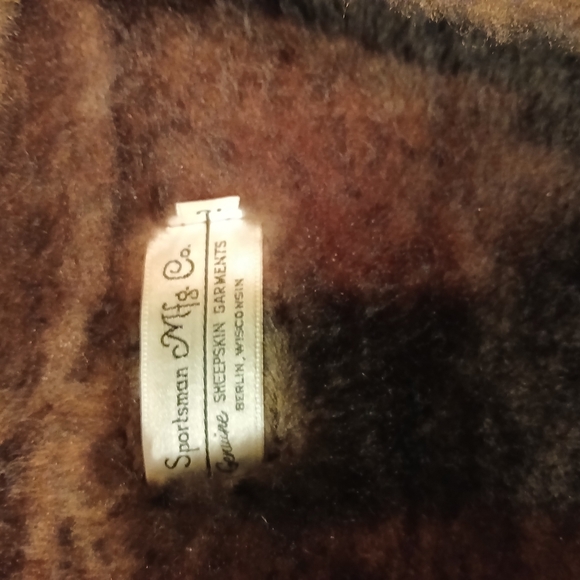 Sportsman Mfg. Co.
Genuine SHEEPSKIN GARMENTS
BERLIN, WISCONSIN